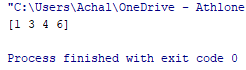 "C:\Users\Achal\OneDrive - Athlone
[1 3 4 6]
Process finished with exit code 0